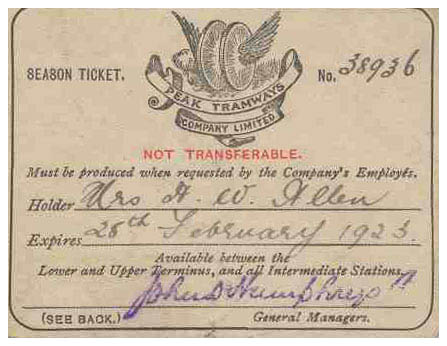 SEASON TICKET.
No. 38936
PEAK TRAMWAYS
COMPANY LIMITED
NOT TRANSFERABLE.
Must be produced when requested by the Company's Employés.
Holder Mrs A. W. Allen
Expires 28th February 1923.
Available between the
Lower and Upper Terminus, and all Intermediate Stations.
John D Humphreys
(SEE BACK.)
General Managers.